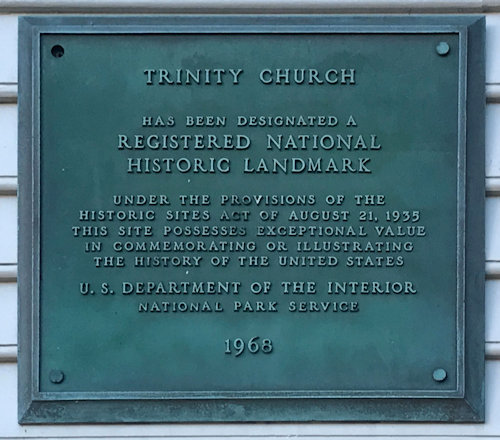 TRINITY CHURCH
HAS BEEN DESIGNATED A
REGISTERED NATIONAL
HISTORIC LANDMARK
UNDER THE PROVISIONS OF THE
HISTORIC SITES ACT OF AUGUST 21, 1935
THIS SITE POSSESSES EXCEPTIONAL VALUE
IN COMMEMORATING OR ILLUSTRATING
THE HISTORY OF THE UNITED STATES
U. S. DEPARTMENT OF THE INTERIOR
NATIONAL PARK SERVICE
1968